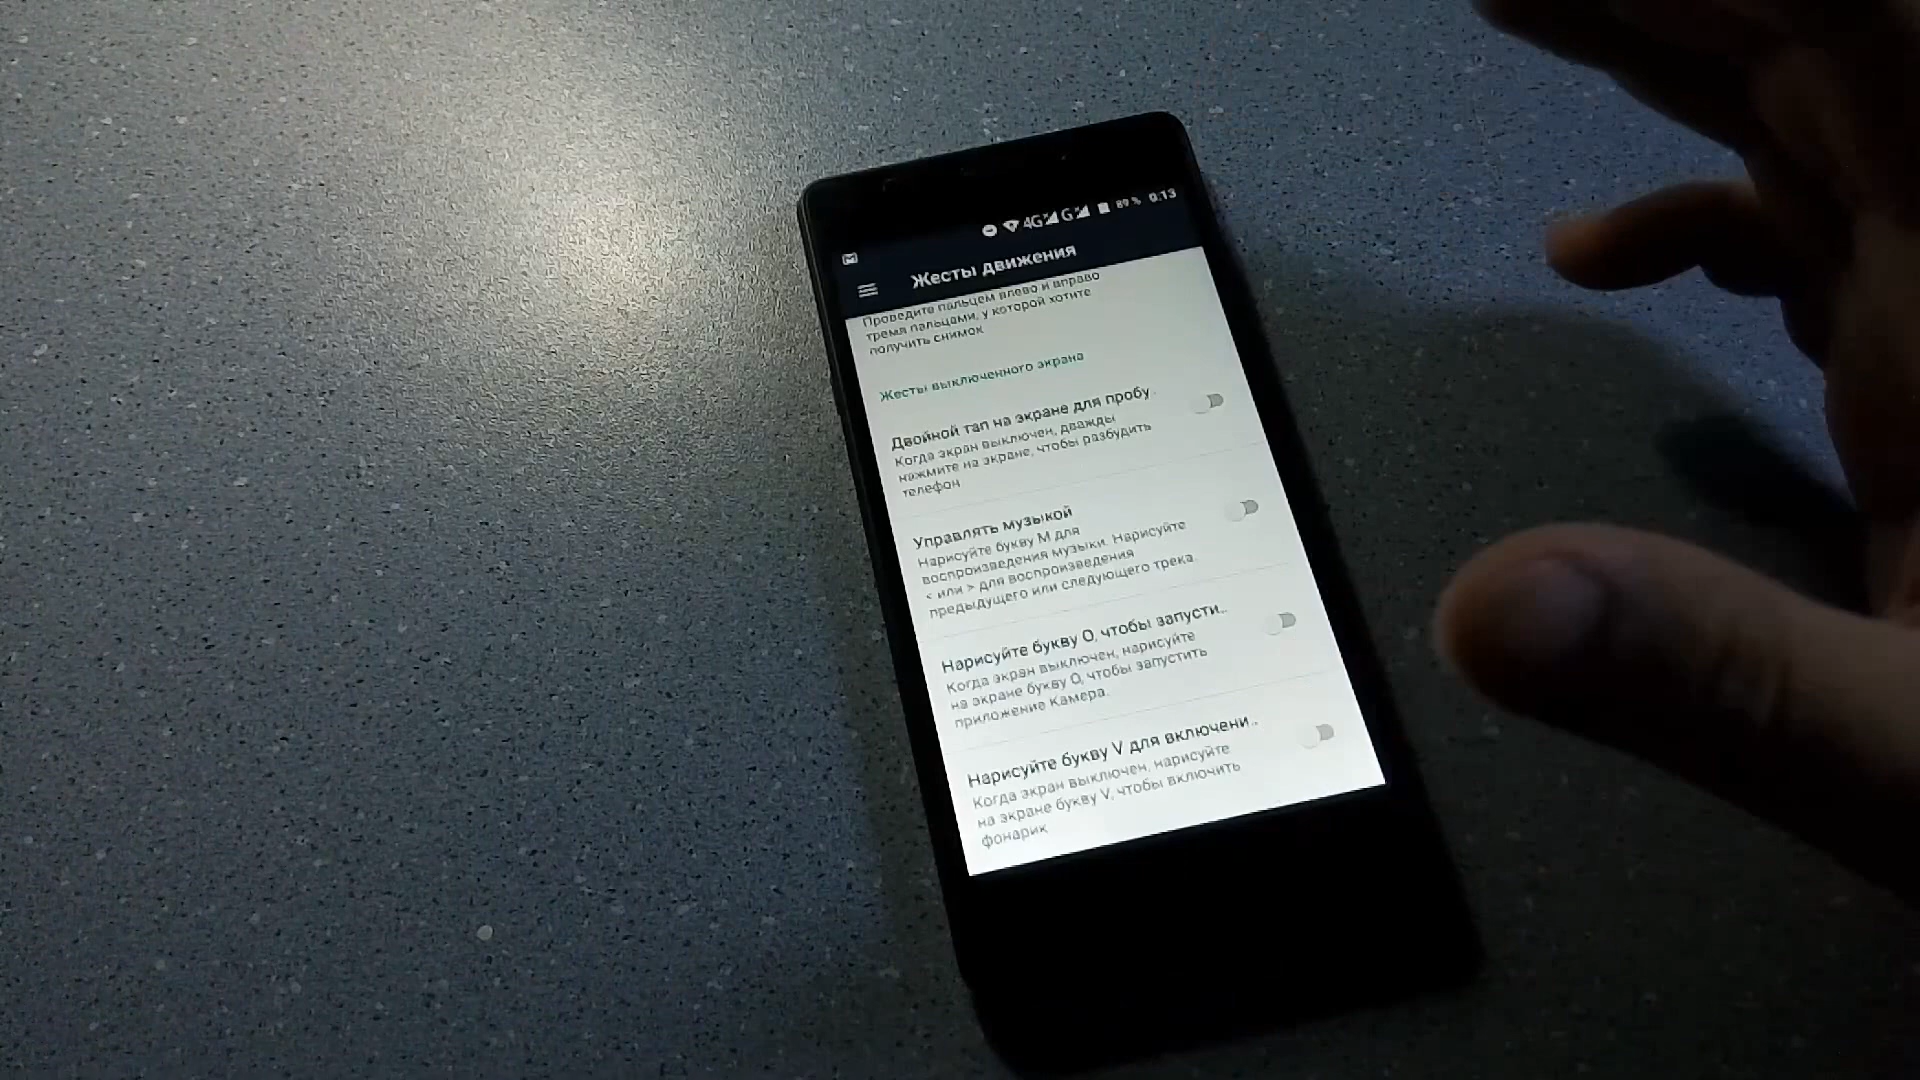 4G G 89 % 0:13
Жесты движения
Проведите пальцем влево и вправо
тремя пальцами, у которой хотите
получить снимок
Жесты выключенного экрана
Двойной тап на экране для пробу..
Когда экран выключен, дважды
нажмите на экране, чтобы разбудить
телефон
Управлять музыкой
Нарисуйте букву M для
воспроизведения музыки. Нарисуйте
< или > для воспроизведения
предыдущего или следующего трека.
Нарисуйте букву O, чтобы запусти..
Когда экран выключен, нарисуйте
на экране букву O, чтобы запустить
приложение Камера.
Нарисуйте букву V для включени..
Когда экран выключен, нарисуйте
на экране букву V, чтобы включить
фонарик